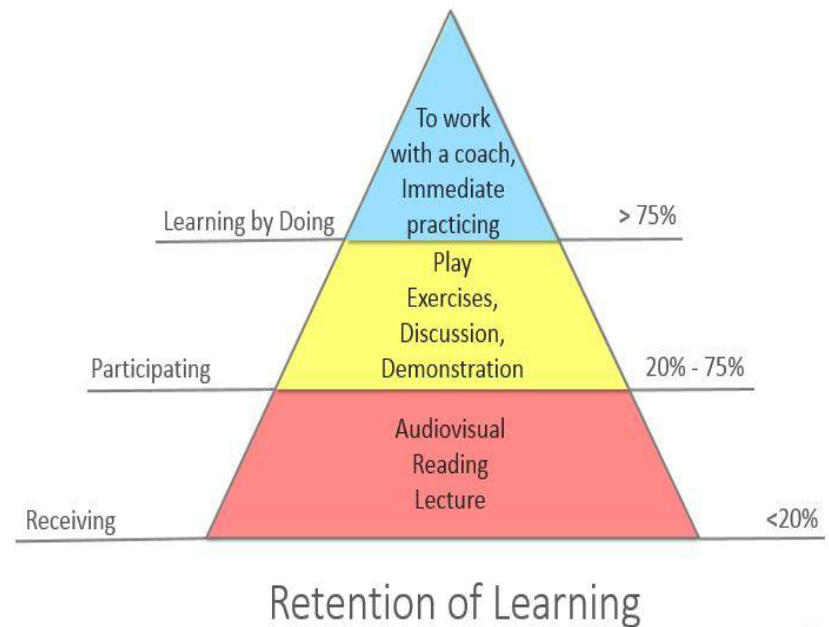 To work
with a coach,
Immediate
practicing
Learning by Doing
> 75%
Play
Exercises,
Discussion,
Demonstration
Participating
20% - 75%
Audiovisual
Reading
Lecture
Receiving
<20%
Retention of Learning